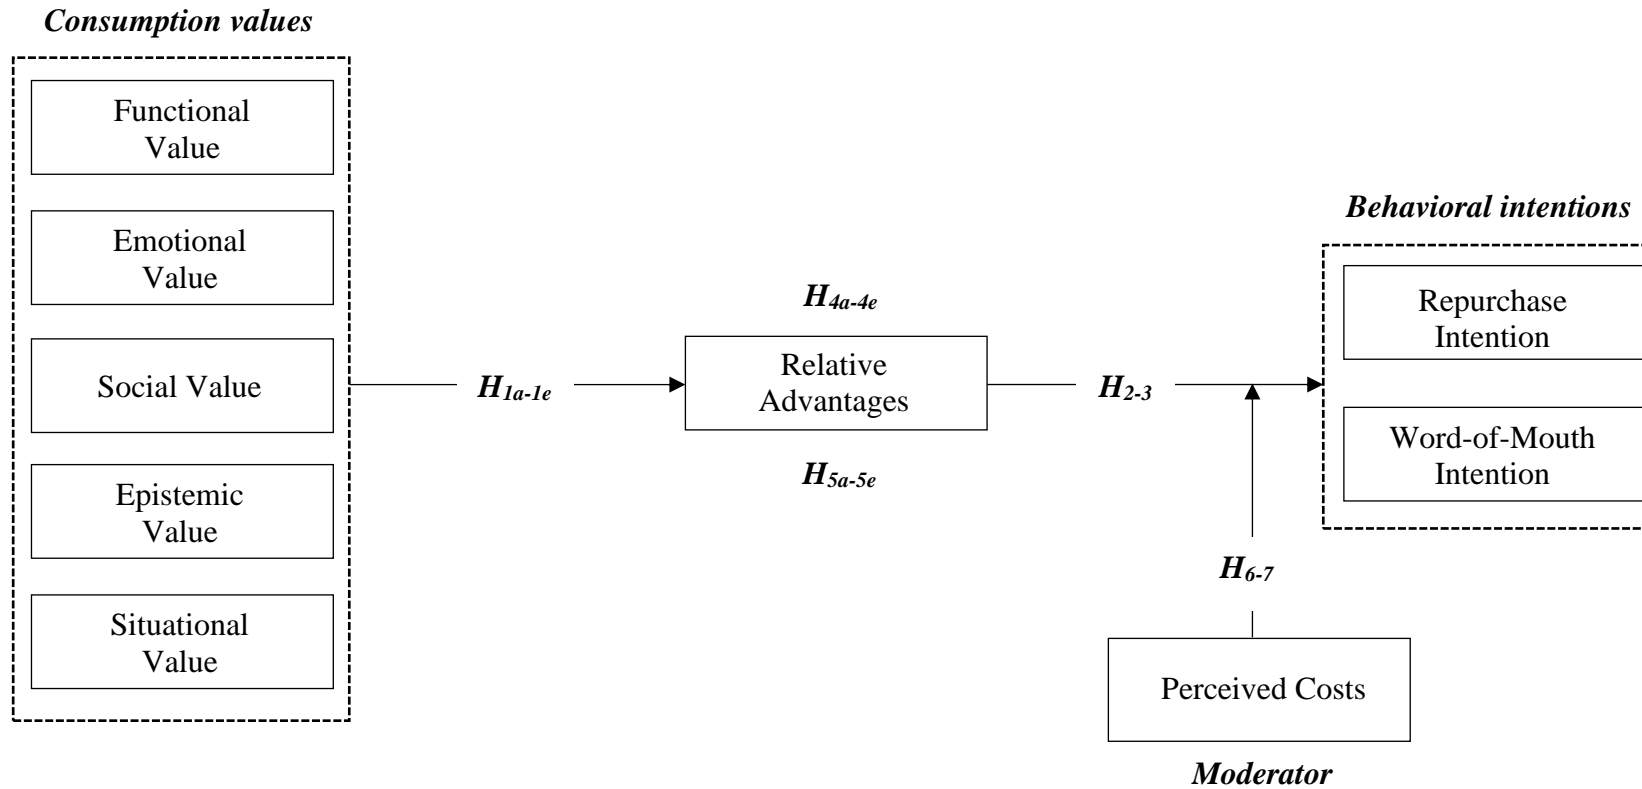 Consumption values
Functional
Value
Emotional
Value
Social Value
Epistemic
Value
Situational
Value
H1a-1e
H4a-4e
Relative
Advantages
H5a-5e
H2-3
H6-7
Perceived Costs
Moderator
Behavioral intentions
Repurchase
Intention
Word-of-Mouth
Intention